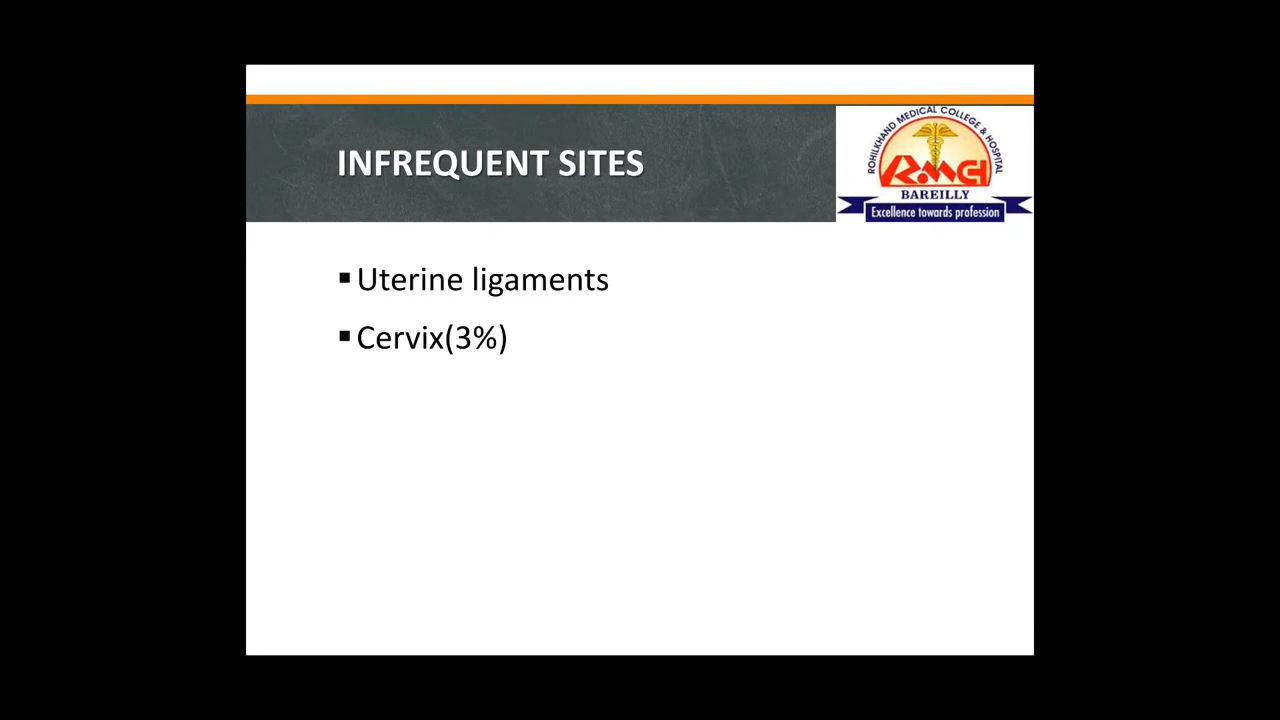 INFREQUENT SITES
ROHILKHAND MEDICAL COLLEGE & HOSPITAL
RMCH
BAREILLY
Excellence towards profession
▪Uterine ligaments
▪Cervix(3%)